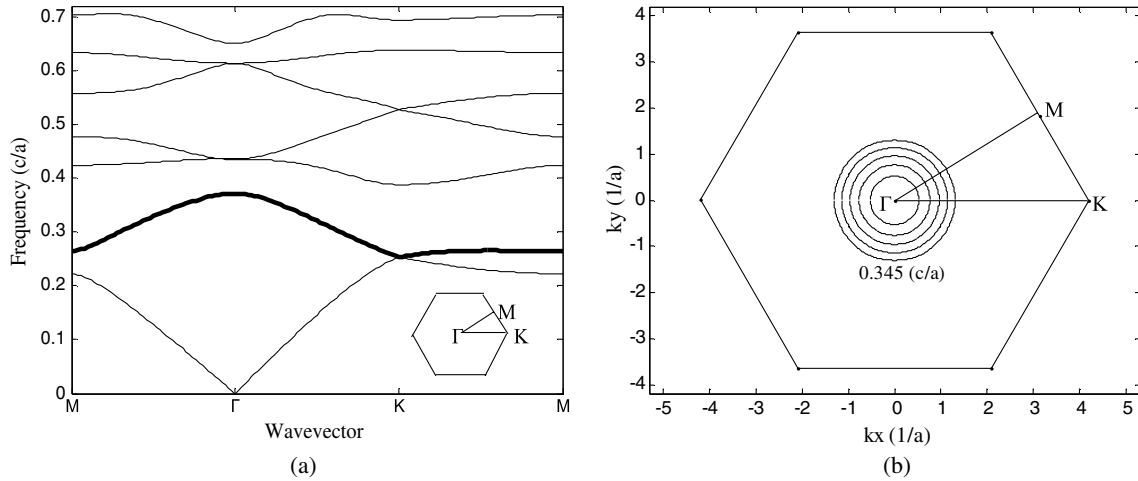 0.7
0.6
0.5
0.4
0.3
0.2
0.1
0
Frequency (c/a)
M Γ K M
Wavevector
M
Γ
K
(a)
4
3
2
1
0
-1
-2
-3
-4
ky (1/a)
M
Γ
K
0.345 (c/a)
-5 -4 -3 -2 -1 0 1 2 3 4 5
kx (1/a)
(b)